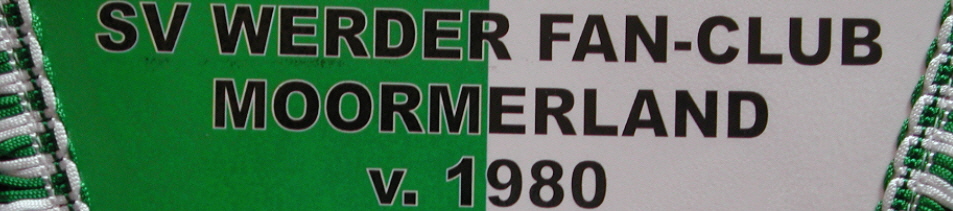 SV WERDER FAN-CLUB
MOORMERLAND
v. 1980